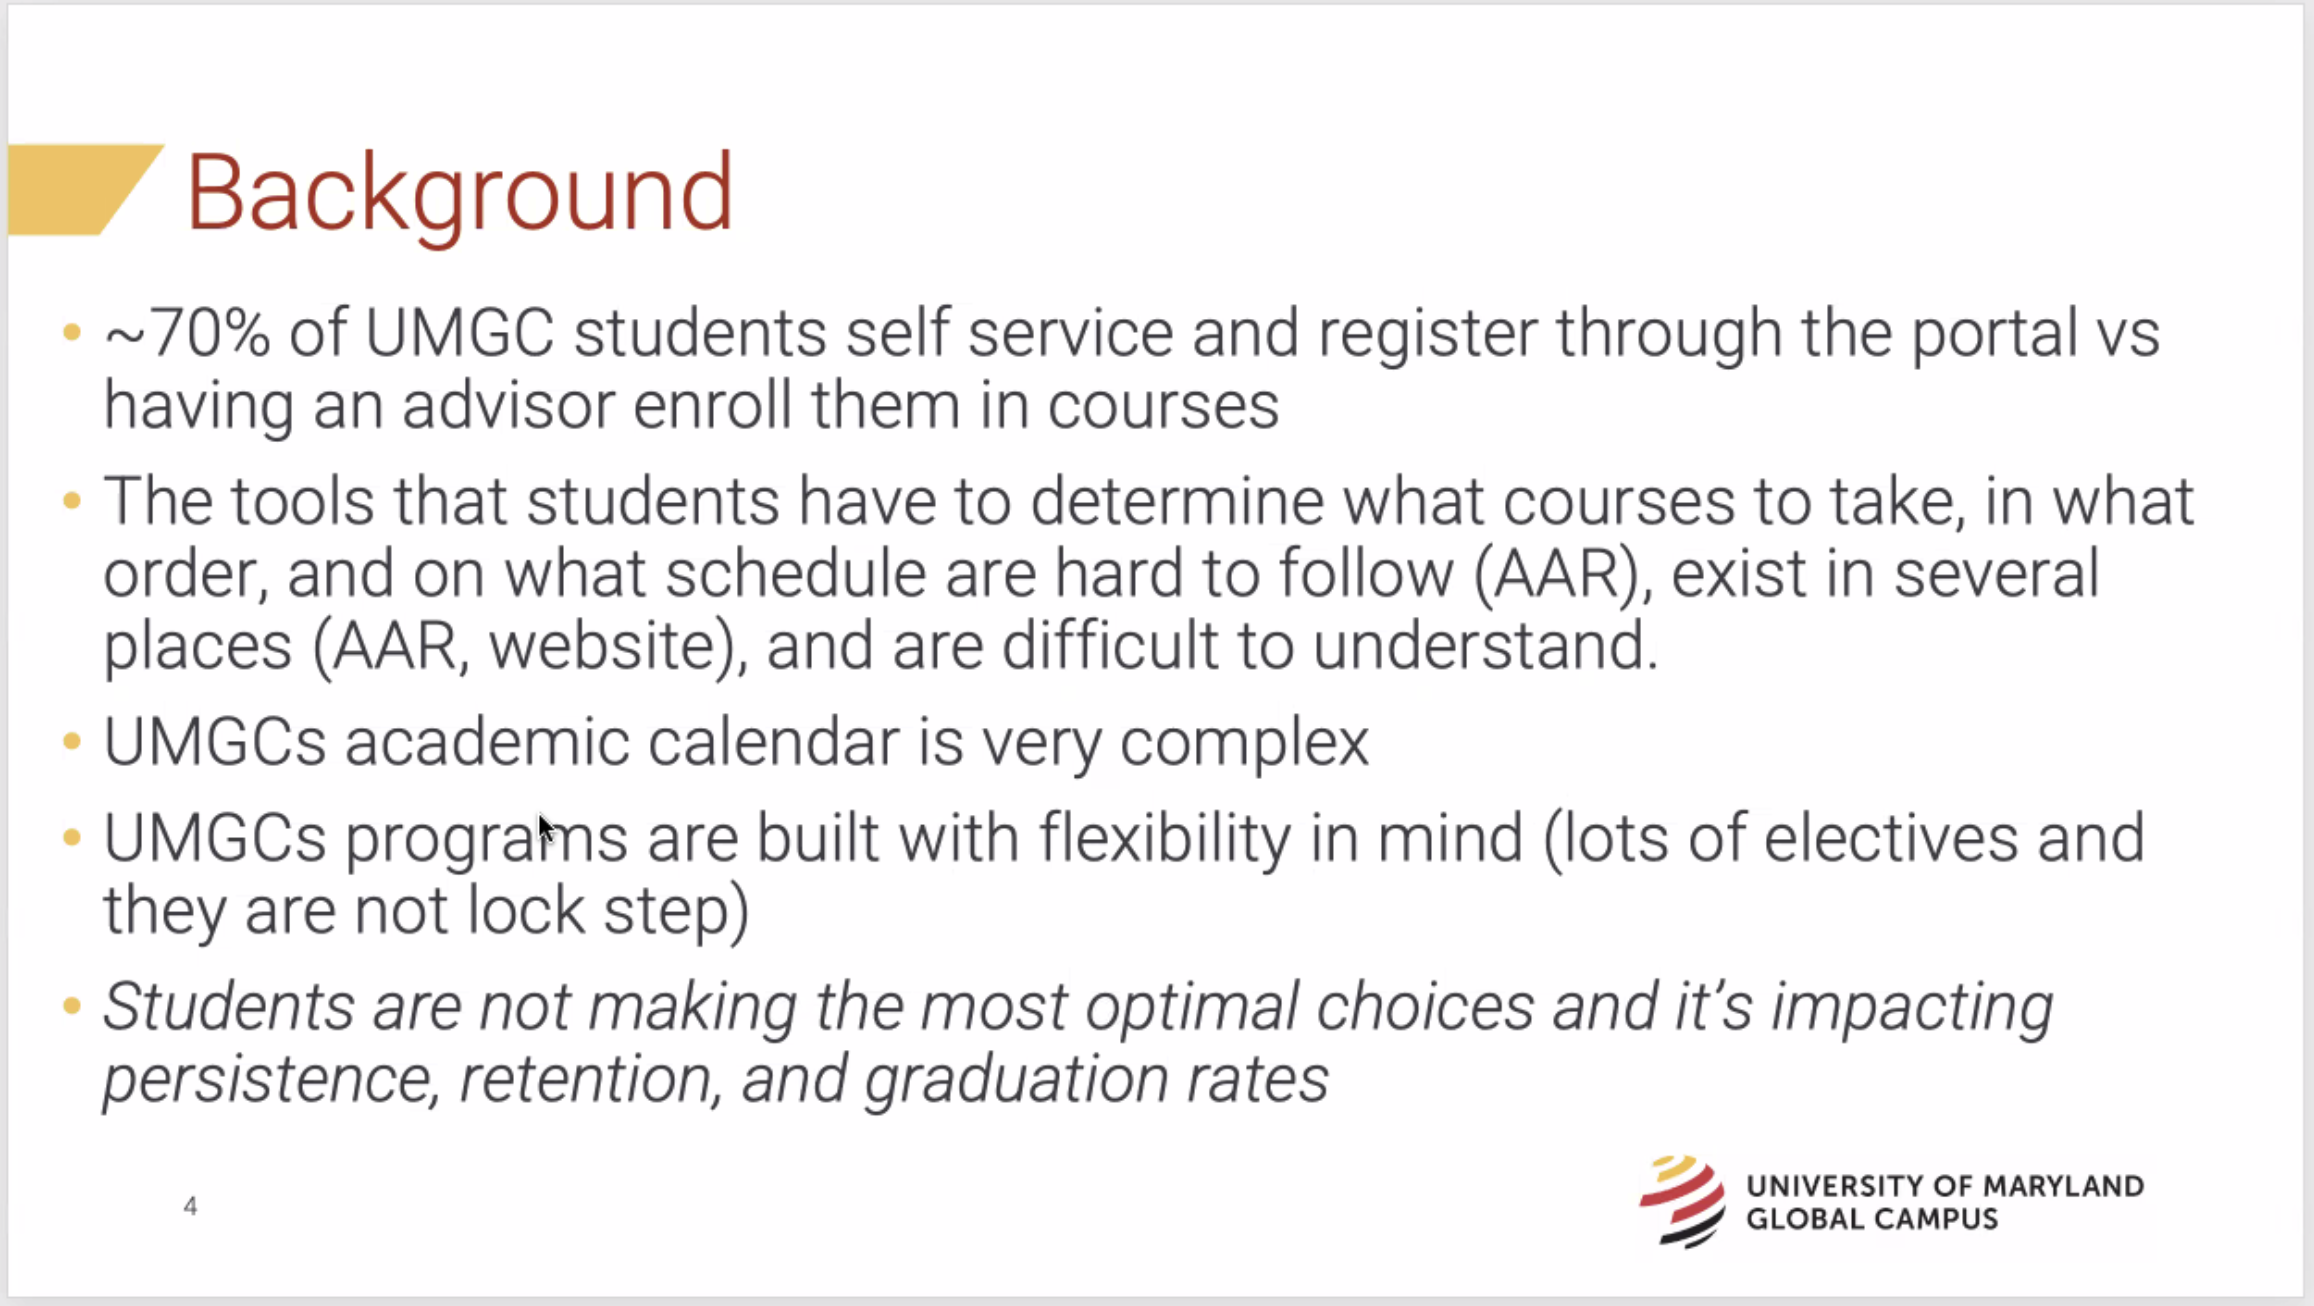 Background
• ~70% of UMGC students self service and register through the portal vs
having an advisor enroll them in courses
• The tools that students have to determine what courses to take, in what
order, and on what schedule are hard to follow (AAR), exist in several
places (AAR, website), and are difficult to understand.
• UMGCs academic calendar is very complex
• UMGCs programs are built with flexibility in mind (lots of electives and
they are not lock step)
• Students are not making the most optimal choices and it’s impacting
persistence, retention, and graduation rates
4
UNIVERSITY OF MARYLAND
GLOBAL CAMPUS